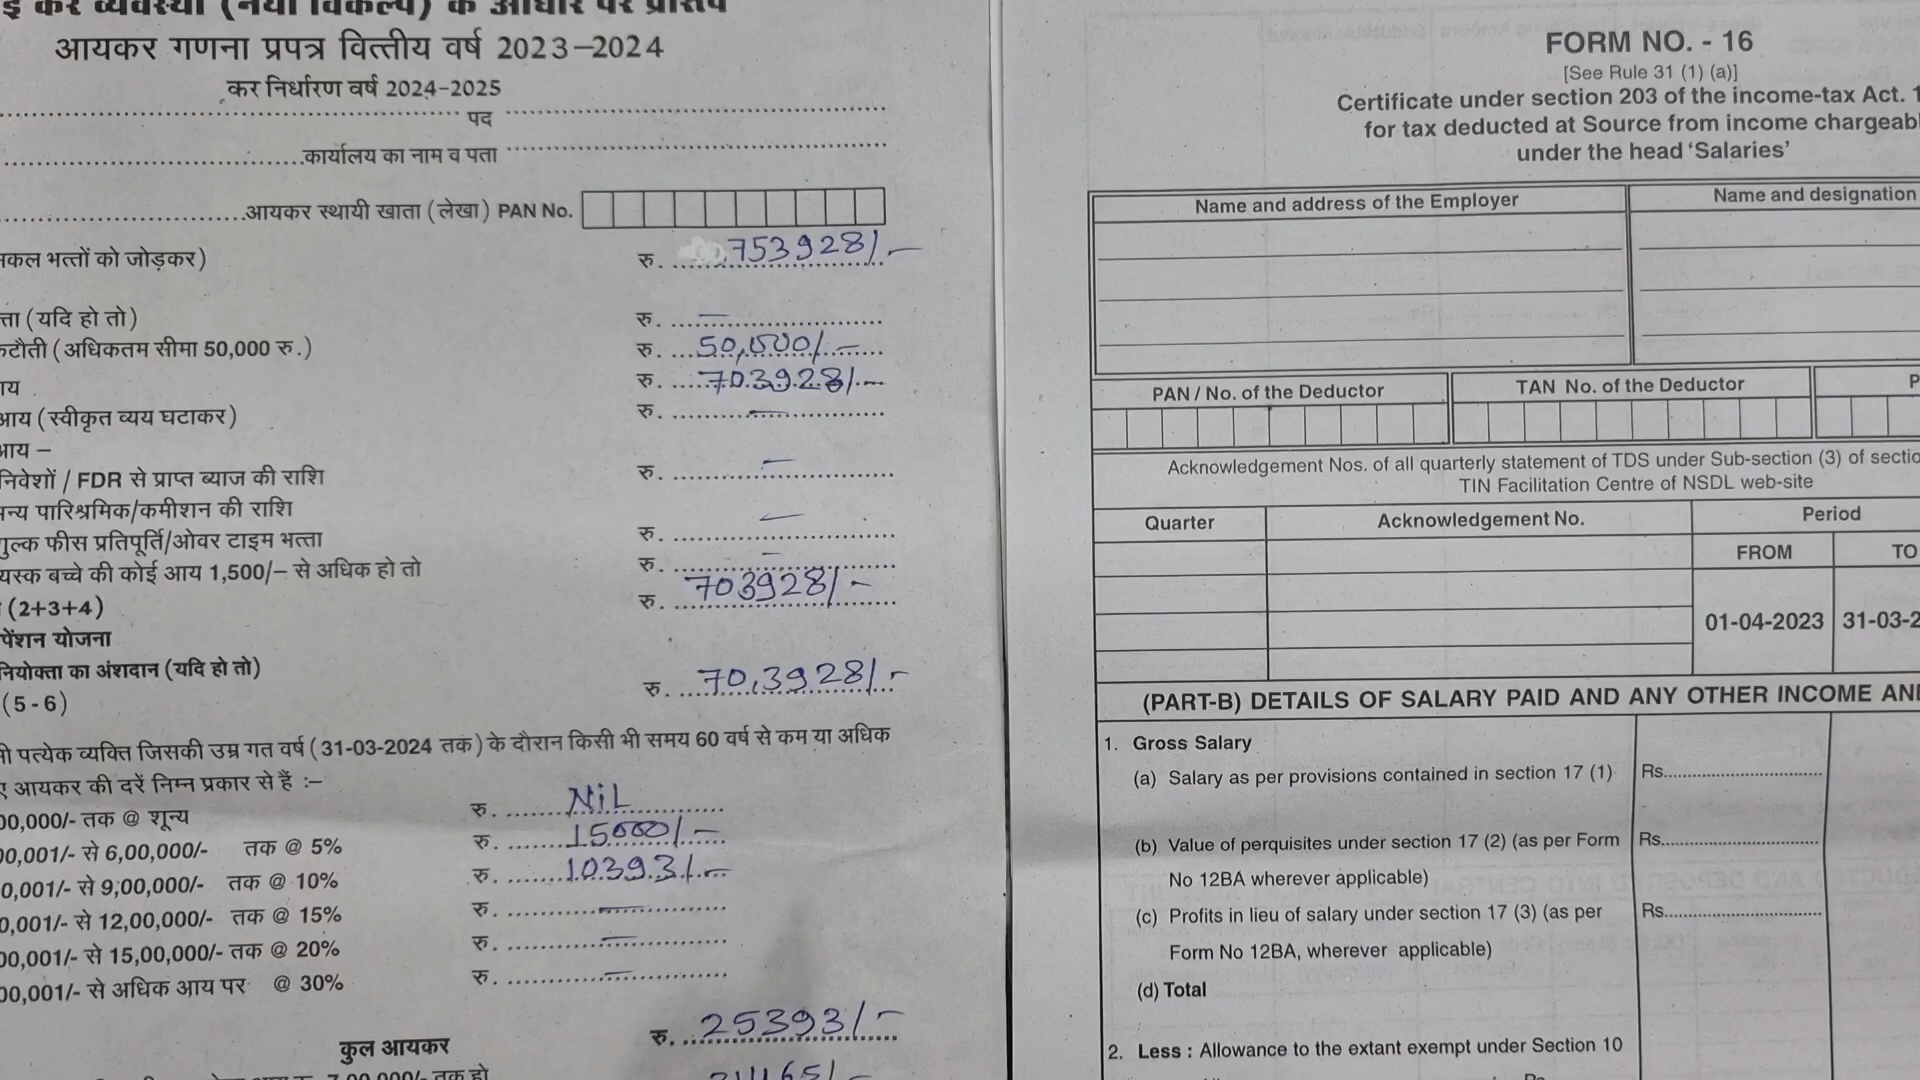 आयकर गणना प्रपत्र वित्तीय वर्ष 2023–2024
कर निर्धारण वर्ष 2024-2025
पद
कार्यालय का नाम व पता
आयकर स्थायी खाता (लेखा) PAN No.
भत्तों को जोड़कर) रु. 753928/-
(यदि हो तो) रु. —
(अधिकतम सीमा 50,000 रु.) रु. 50,000/-
रु. 703928/-
(स्वीकृत व्यय घटाकर) रु. —
/ FDR से प्राप्त ब्याज की राशि रु. —
पारिश्रमिक/कमीशन की राशि
फीस प्रतिपूर्ति/ओवर टाइम भत्ता रु. —
बच्चे की कोई आय 1,500/– से अधिक हो तो रु. —
(2+3+4) रु. 703928/-
पेंशन योजना
का अंशदान (यदि हो तो)
(5-6) रु. 70,3928/-
पत्येक व्यक्ति जिसकी उम्र गत वर्ष (31-03-2024 तक) के दौरान किसी भी समय 60 वर्ष से कम या अधिक
आयकर की दरें निम्न प्रकार से हैं :–
00,000/- तक @ शून्य रु. NiL
00,001/- से 6,00,000/- तक @ 5% रु. 15000/-
0,001/- से 9,00,000/- तक @ 10% रु. 10393/-
0,001/- से 12,00,000/- तक @ 15% रु. —
00,001/- से 15,00,000/- तक @ 20% रु. —
00,001/- से अधिक आय पर @ 30% रु. —
कुल आयकर रु. 25393/-
FORM NO. - 16
[See Rule 31 (1) (a)]
Certificate under section 203 of the income-tax Act. 1
for tax deducted at Source from income chargeabl
under the head 'Salaries'
Name and address of the Employer
Name and designation
PAN / No. of the Deductor
TAN No. of the Deductor
P
Acknowledgement Nos. of all quarterly statement of TDS under Sub-section (3) of sectio
TIN Facilitation Centre of NSDL web-site
Quarter Acknowledgement No. Period
FROM TO
01-04-2023 31-03-2
(PART-B) DETAILS OF SALARY PAID AND ANY OTHER INCOME AN
1. Gross Salary
(a) Salary as per provisions contained in section 17 (1) Rs.
(b) Value of perquisites under section 17 (2) (as per Form Rs.
No 12BA wherever applicable)
(c) Profits in lieu of salary under section 17 (3) (as per Rs.
Form No 12BA, wherever applicable)
(d) Total
2. Less : Allowance to the extant exempt under Section 10